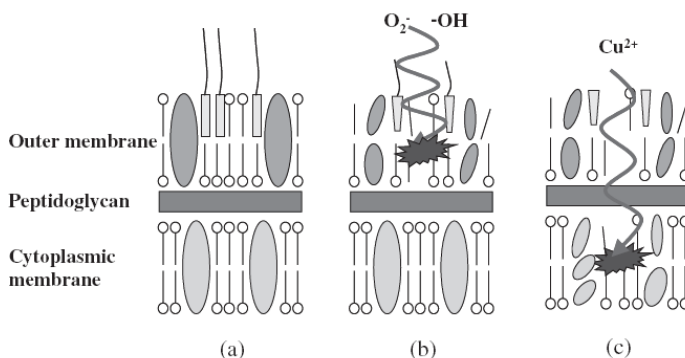 O₂⁻ -OH
Cu²⁺
Outer membrane
Peptidoglycan
Cytoplasmic
membrane
(a) (b) (c)